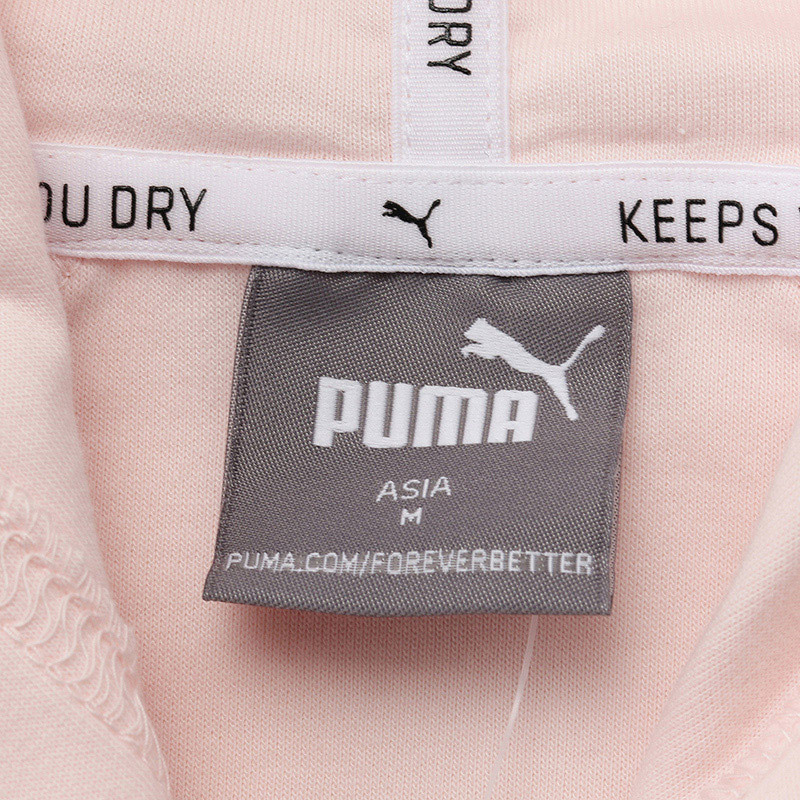 DRY
OU DRY
KEEPS
PUMA
ASIA
M
PUMA.COM/FOREVERBETTER